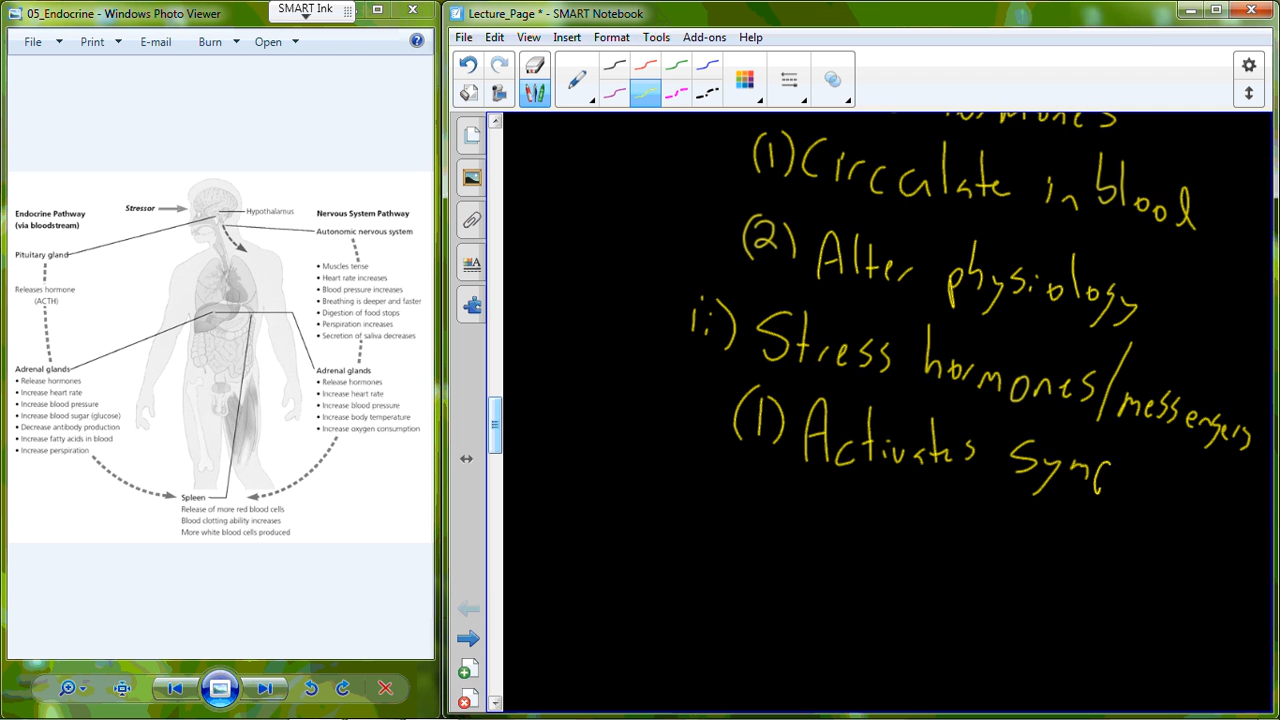 05_Endocrine - Windows Photo Viewer
SMART Ink
File
Print
E-mail
Burn
Open
Stressor
Hypothalamus
Endocrine Pathway
(via bloodstream)
Nervous System Pathway
Autonomic nervous system
Pituitary gland
Releases hormone
(ACTH)
• Muscles tense
• Heart rate increases
• Blood pressure increases
• Breathing is deeper and faster
• Digestion of food stops
• Perspiration increases
• Secretion of saliva decreases
Adrenal glands
• Release hormones
• Increase heart rate
• Increase blood pressure
• Increase blood sugar (glucose)
• Decrease antibody production
• Increase fatty acids in blood
• Increase perspiration
Adrenal glands
• Release hormones
• Increase heart rate
• Increase blood pressure
• Increase body temperature
• Increase oxygen consumption
Spleen
Release of more red blood cells
Blood clotting ability increases
More white blood cells produced
Lecture_Page * - SMART Notebook
File Edit View Insert Format Tools Add-ons Help
(1) Circulate in blood
(2) Alter physiology
ii) Stress hormones/messengers
(1) Activates Symp